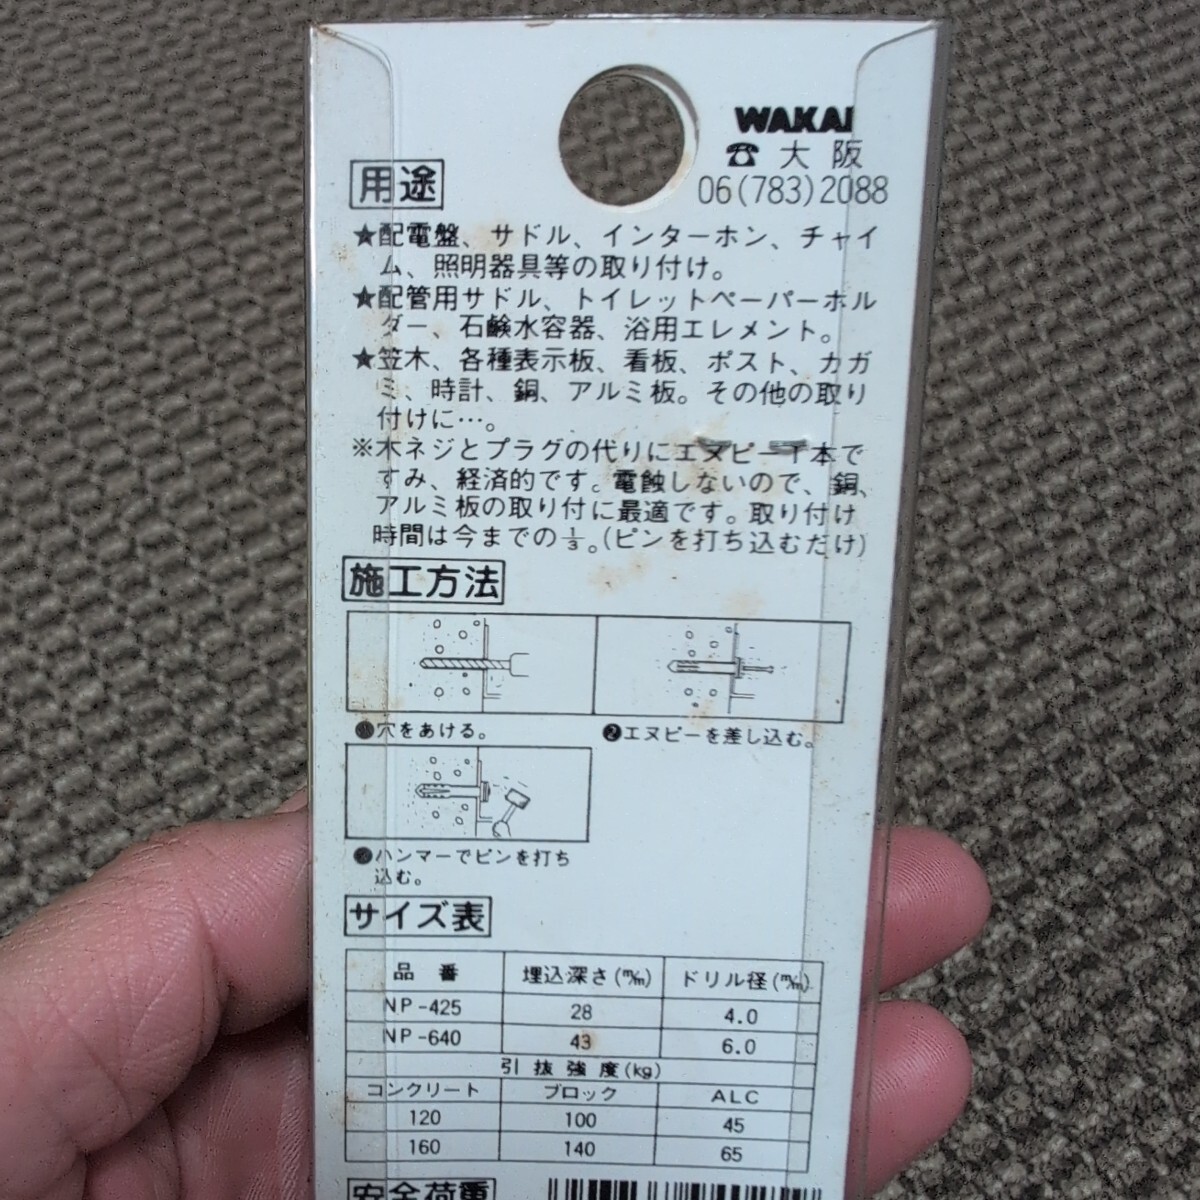 WAKAI
☎ 大阪
06(783)2088
用途
★配電盤、サドル、インターホン、チャイ
ム、照明器具等の取り付け。
★配管用サドル、トイレットペーパーホル
ダー、石鹸水容器、浴用エレメント。
★笠木、各種表示板、看板、ポスト、カガ
ミ、時計、銅、アルミ板。その他の取り
付けに…。
※木ネジとプラグの代りにエヌピー1本で
すみ、経済的です。電蝕しないので、銅、
アルミ板の取り付に最適です。取り付け
時間は今までの⅓。(ピンを打ち込むだけ)
施工方法
穴をあける。
❷エヌピーを差し込む。
ハンマーでピンを打ち
込む。
サイズ表
品番 埋込深さ(m/m) ドリル径(m/m)
NP-425 28 4.0
NP-640 43 6.0
引抜強度(kg)
コンクリート ブロック ALC
120 100 45
160 140 65
安全荷重